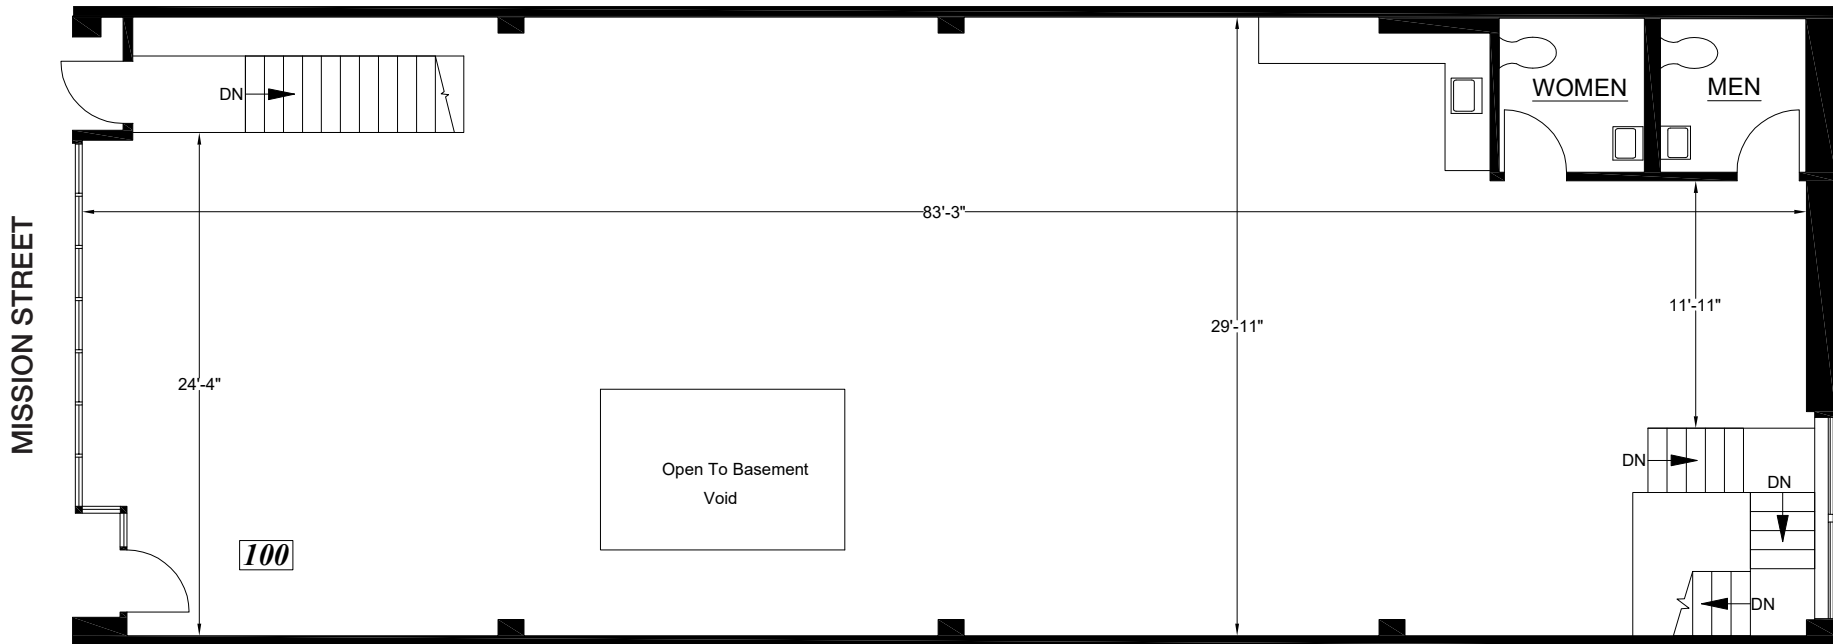 WOMEN
MEN
DN
83'-3"
MISSION STREET
11'-11"
29'-11"
24'-4"
Open To Basement
Void
DN
DN
100
DN